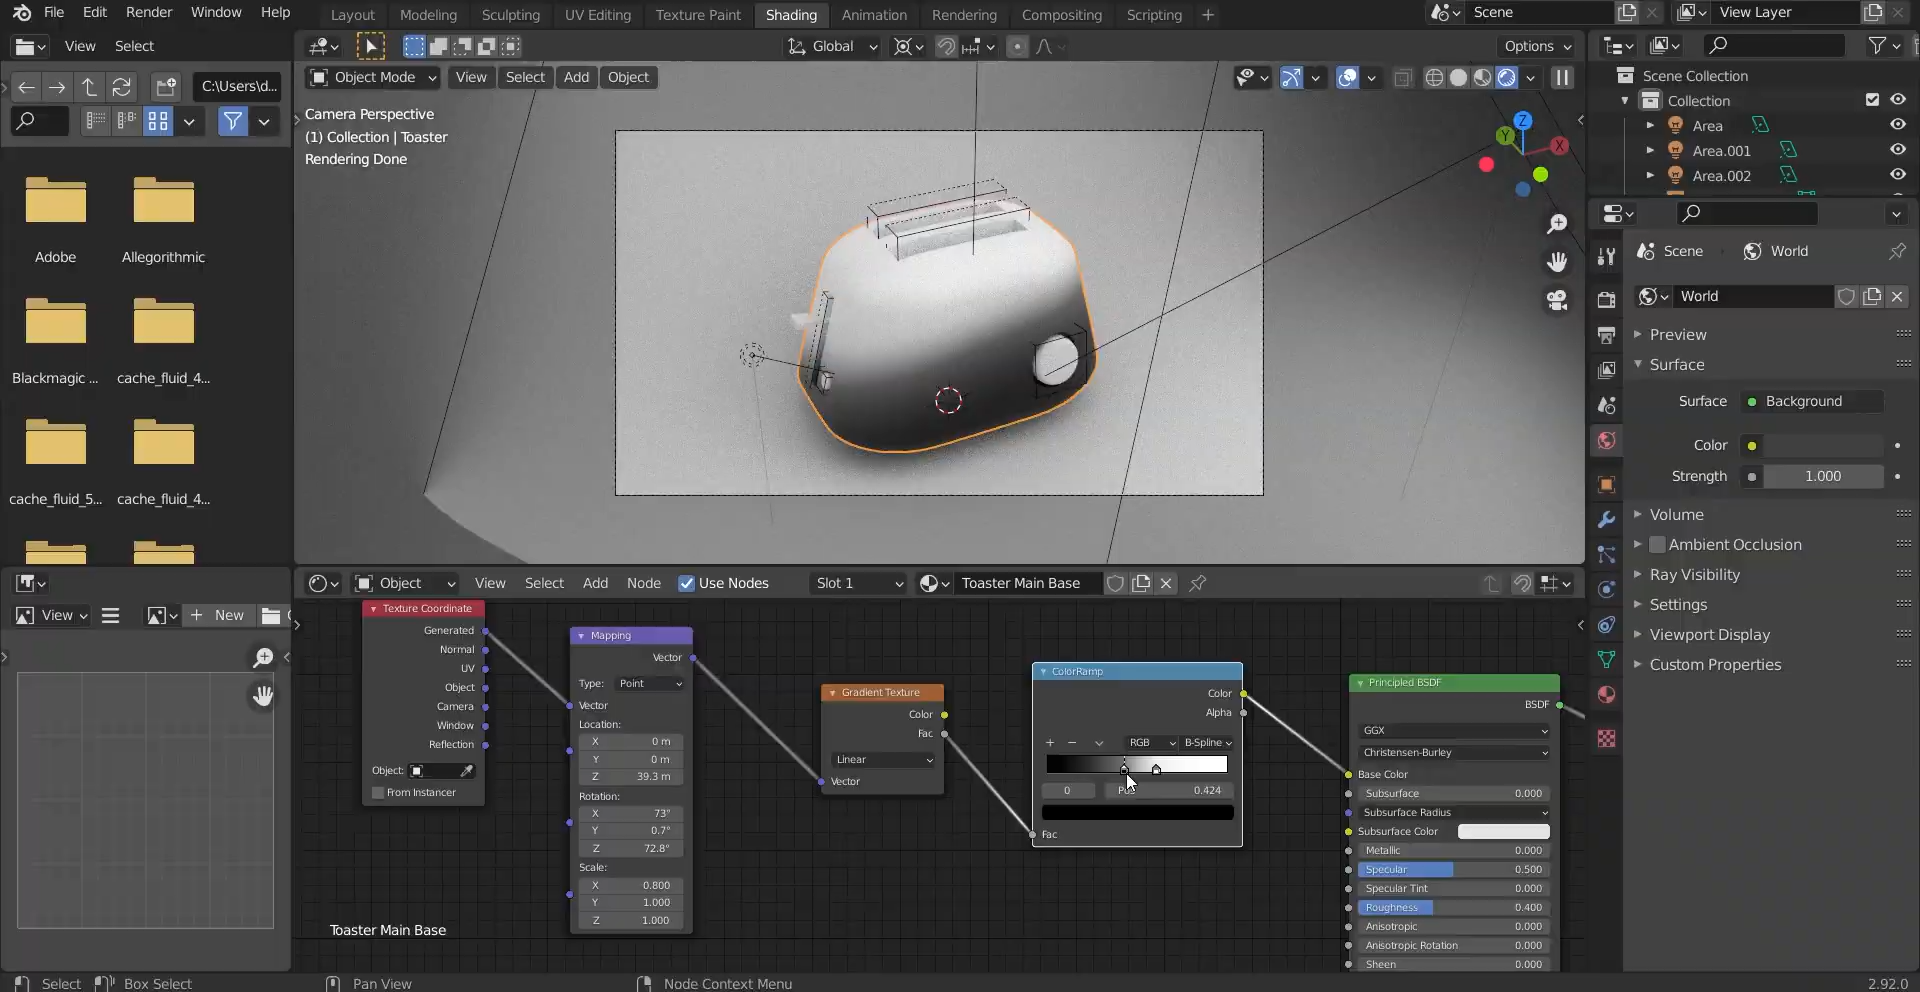 File Edit Render Window Help Layout Modeling Sculpting UV Editing Texture Paint Shading Animation Rendering Compositing Scripting + Scene View Layer
View Select Global Options
Object Mode View Select Add Object
C:\Users\d...
Camera Perspective
(1) Collection | Toaster
Rendering Done
Adobe Allegorithmic
Blackmagic ... cache_fluid_4...
cache_fluid_5... cache_fluid_4...
Z
Y
X
Scene Collection
Collection
Area
Area.001
Area.002
Scene World
World
Preview
Surface
Surface Background
Color
Strength 1.000
Volume
Ambient Occlusion
Ray Visibility
Settings
Viewport Display
Custom Properties
Object View Select Add Node Use Nodes Slot 1 Toaster Main Base
View + New
Texture Coordinate
Generated
Normal
UV
Object
Camera
Window
Reflection
Object:
From Instancer
Mapping
Vector
Type: Point
Vector
Location:
X 0 m
Y 0 m
Z 39.3 m
Rotation:
X 73°
Y 0.7°
Z 72.8°
Scale:
X 0.800
Y 1.000
Z 1.000
Gradient Texture
Color
Fac
Linear
Vector
ColorRamp
Color
Alpha
+ − RGB B-Spline
0 0.424
Fac
Principled BSDF
BSDF
GGX
Christensen-Burley
Base Color
Subsurface 0.000
Subsurface Radius
Subsurface Color
Metallic 0.000
Specular 0.500
Specular Tint 0.000
Roughness 0.400
Anisotropic 0.000
Anisotropic Rotation 0.000
Sheen 0.000
Toaster Main Base
Select Box Select Pan View Node Context Menu 2.92.0